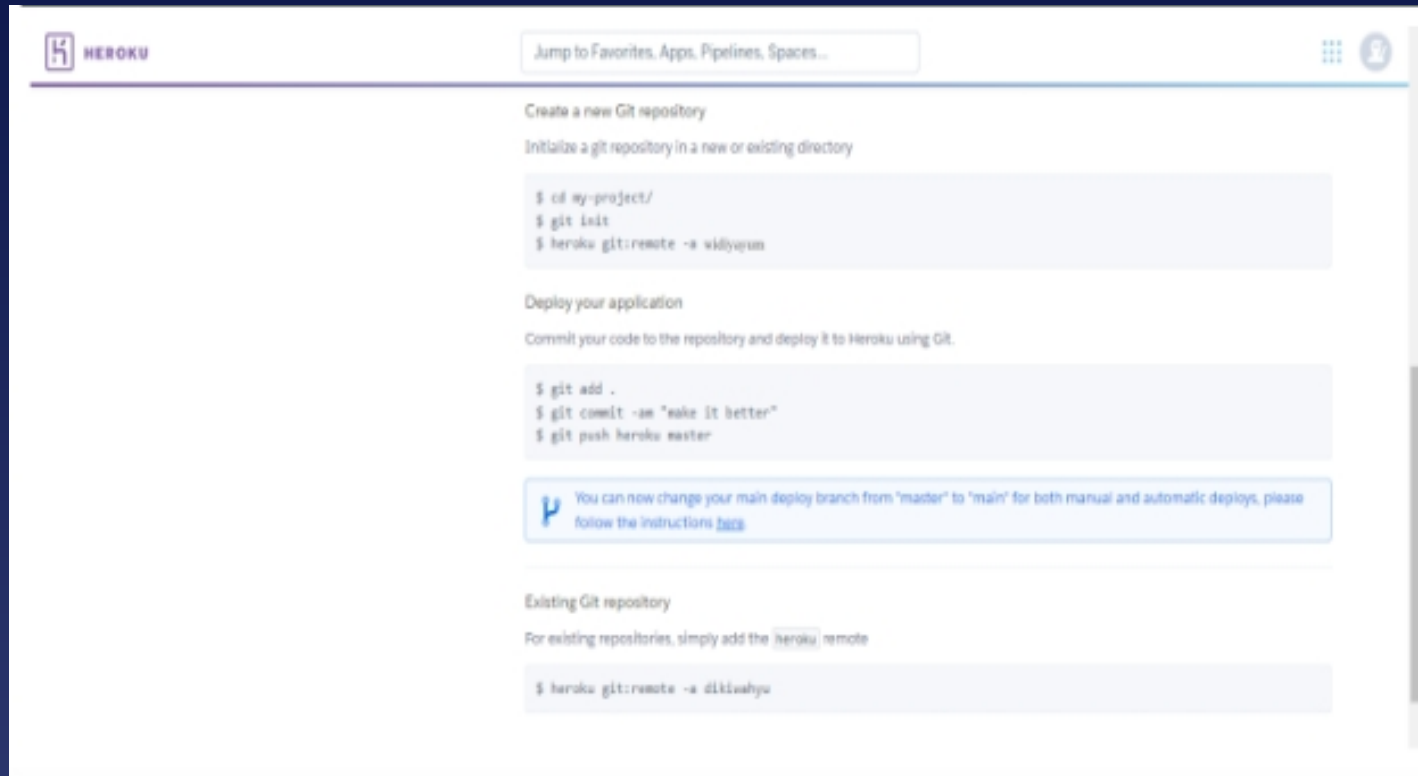 HEROKU
Jump to Favorites, Apps, Pipelines, Spaces...
Create a new Git repository
Initialize a git repository in a new or existing directory
$ cd my-project/
$ git init
$ heroku git:remote -a widiyayum
Deploy your application
Commit your code to the repository and deploy it to Heroku using Git.
$ git add .
$ git commit -am "make it better"
$ git push heroku master
You can now change your main deploy branch from "master" to "main" for both manual and automatic deploys, please
follow the instructions here.
Existing Git repository
For existing repositories, simply add the heroku remote
$ heroku git:remote -a dikiwahyu